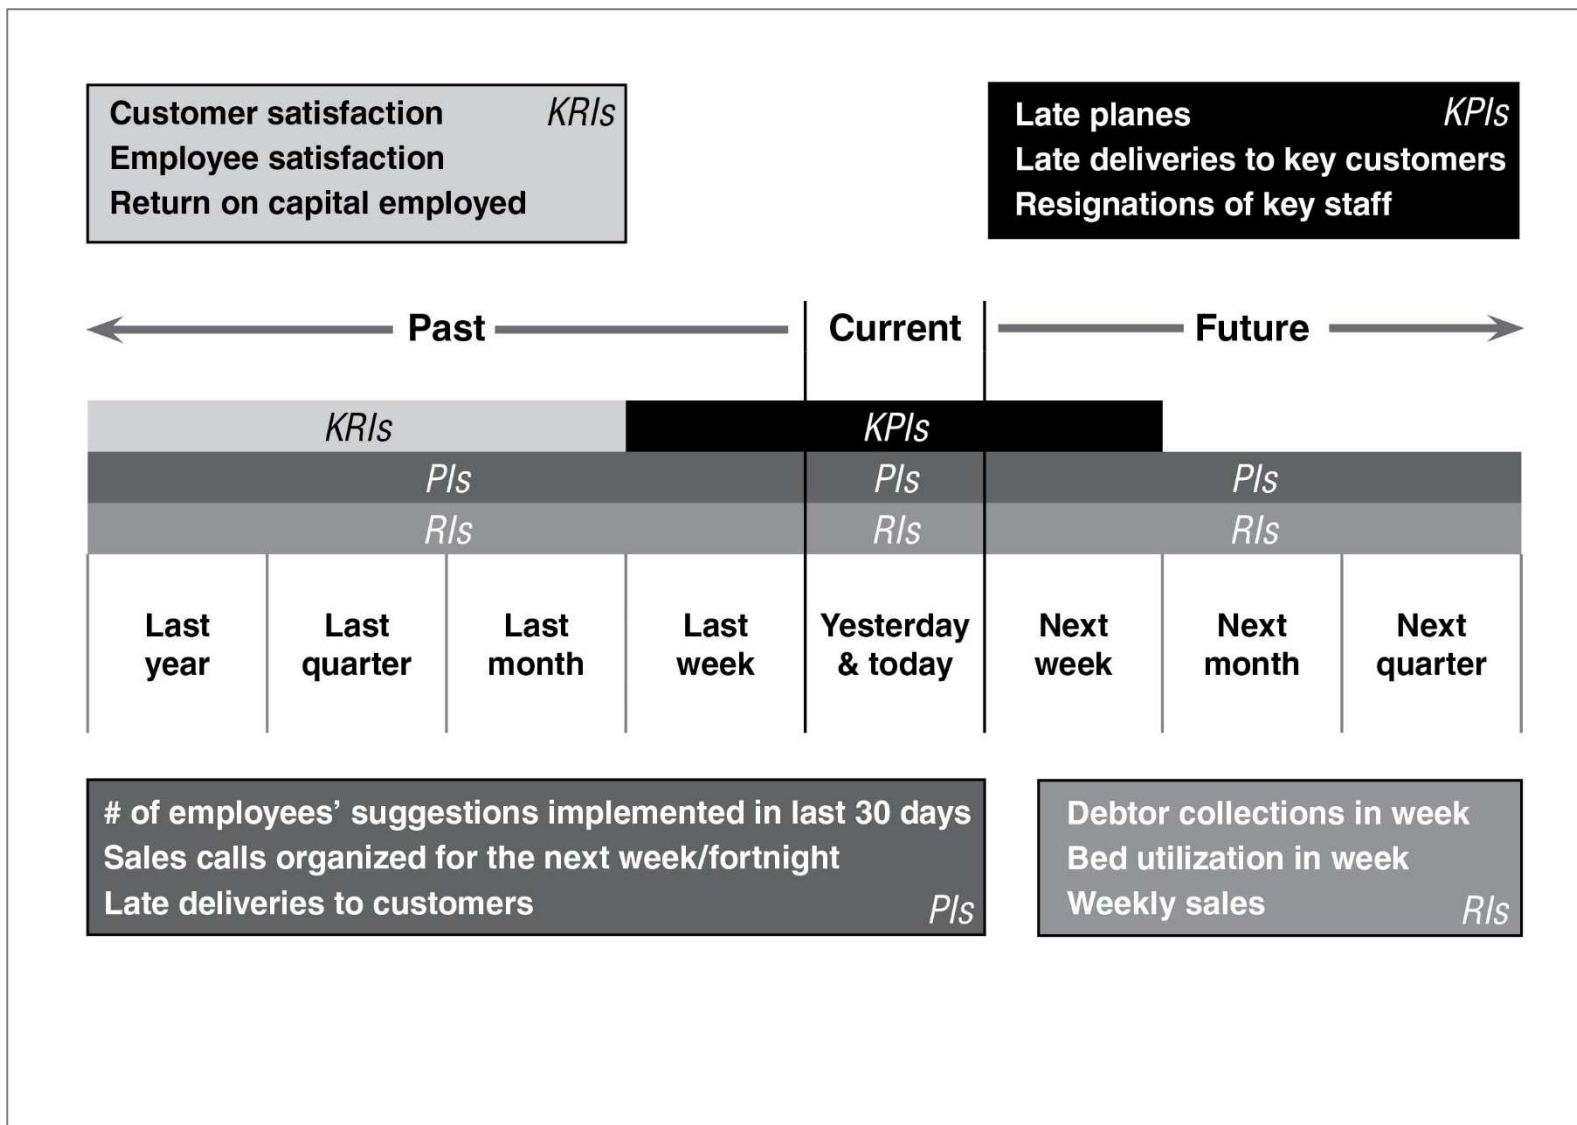 Customer satisfaction KRIs
Employee satisfaction
Return on capital employed
Late planes KPIs
Late deliveries to key customers
Resignations of key staff
Past Current Future
KRIs KPIs
PIs PIs PIs
RIs RIs RIs
Last Last Last Last Yesterday Next Next Next
year quarter month week & today week month quarter
# of employees’ suggestions implemented in last 30 days
Sales calls organized for the next week/fortnight
Late deliveries to customers PIs
Debtor collections in week
Bed utilization in week
Weekly sales RIs